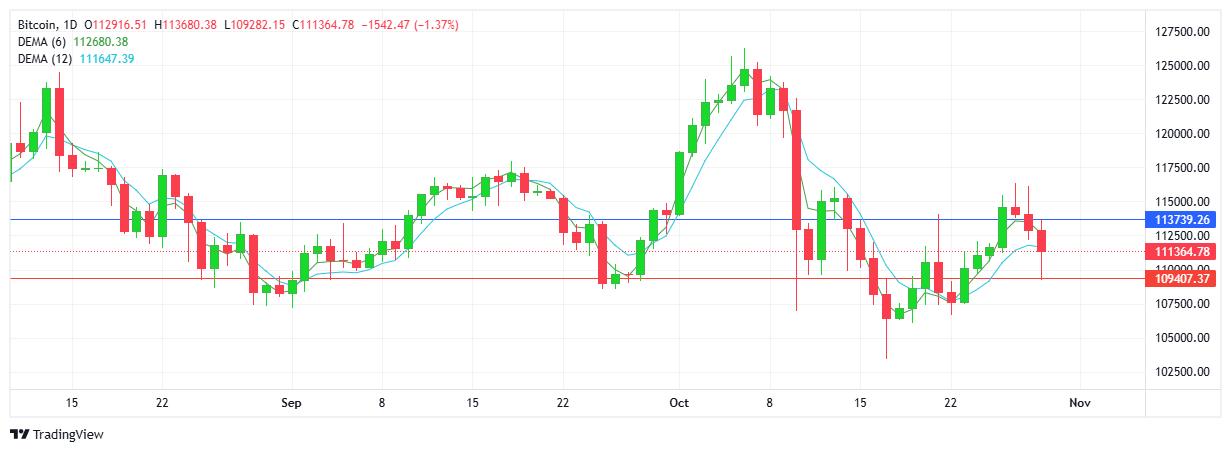 Bitcoin, 1D O112916.51 H113680.38 L109282.15 C111364.78 −1542.47 (−1.37%)
DEMA (6) 112680.38
DEMA (12) 111647.39
127500.00
125000.00
122500.00
120000.00
117500.00
115000.00
113739.26
112500.00
111364.78
110000.00
109407.37
107500.00
105000.00
102500.00
15 22 Sep 8 15 22 Oct 8 15 22 Nov
TradingView